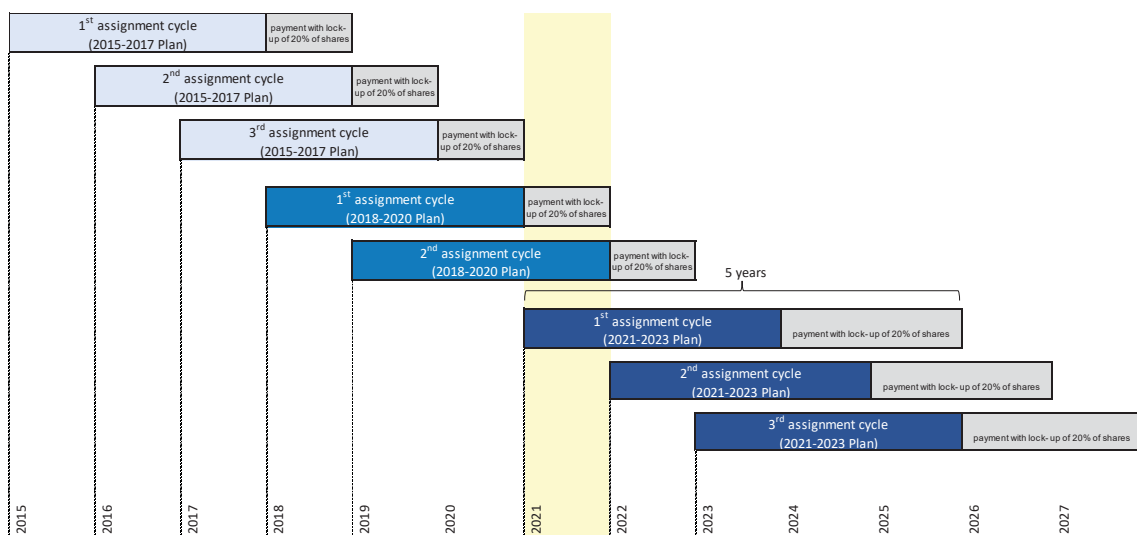 1st assignment cycle
(2015-2017 Plan)
payment with lock-
up of 20% of shares
2nd assignment cycle
(2015-2017 Plan)
payment with lock-
up of 20% of shares
3rd assignment cycle
(2015-2017 Plan)
payment with lock-
up of 20% of shares
1st assignment cycle
(2018-2020 Plan)
payment with lock-
up of 20% of shares
2nd assignment cycle
(2018-2020 Plan)
payment with lock-
up of 20% of shares
5 years
1st assignment cycle
(2021-2023 Plan)
payment with lock- up of 20% of shares
2nd assignment cycle
(2021-2023 Plan)
payment with lock- up of 20% of shares
3rd assignment cycle
(2021-2023 Plan)
payment with lock- up of 20% of shares
2015
2016
2017
2018
2019
2020
2021
2022
2023
2024
2025
2026
2027